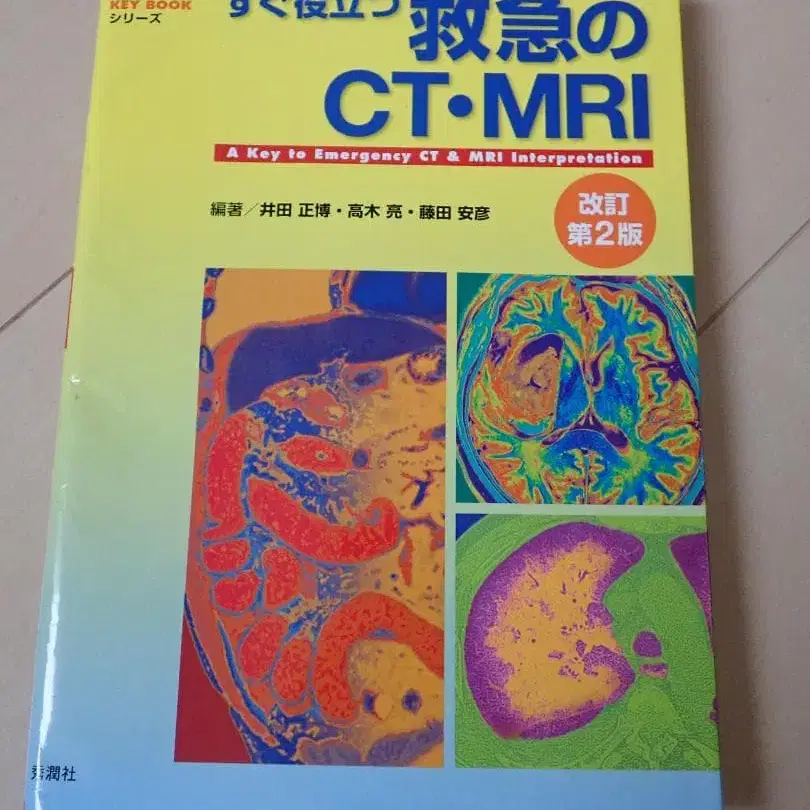 KEY BOOK
シリーズ
すぐ役立つ
救急の
CT・MRI
A Key to Emergency CT & MRI Interpretation
編著／井田 正博・高木 亮・藤田 安彦
改訂
第2版
秀潤社